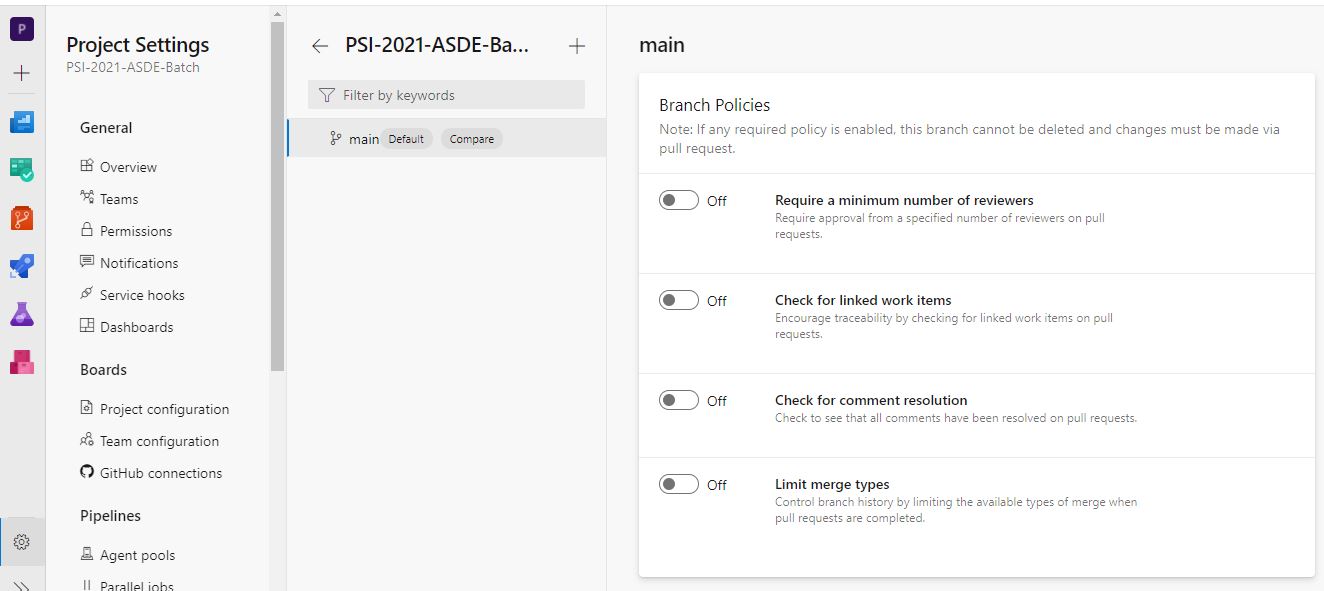 P
Project Settings
PSI-2021-ASDE-Batch
General
Overview
Teams
Permissions
Notifications
Service hooks
Dashboards
Boards
Project configuration
Team configuration
GitHub connections
Pipelines
Agent pools
Parallel jobs
PSI-2021-ASDE-Ba...
Filter by keywords
main Default Compare
main
Branch Policies
Note: If any required policy is enabled, this branch cannot be deleted and changes must be made via
pull request.
Off Require a minimum number of reviewers
Require approval from a specified number of reviewers on pull
requests.
Off Check for linked work items
Encourage traceability by checking for linked work items on pull
requests.
Off Check for comment resolution
Check to see that all comments have been resolved on pull requests.
Off Limit merge types
Control branch history by limiting the available types of merge when
pull requests are completed.